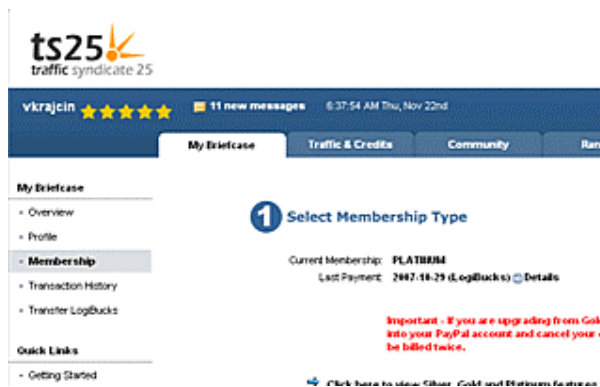 ts25
traffic syndicate 25
vkrajcin 11 new messages 6:37:54 AM Thu, Nov 22nd
My Briefcase Traffic & Credits Community Ran
My Briefcase
- Overview
- Profile
- Membership
- Transaction History
- Transfer LogiBucks
Quick Links
- Getting Started
1 Select Membership Type
Current Membership: PLATINUM
Last Payment: 2007-10-29 (LogiBucks) Details
Important - If you are upgrading from Gol
into your PayPal account and cancel your
be billed twice.
Click here to view Silver, Gold and Platinum features